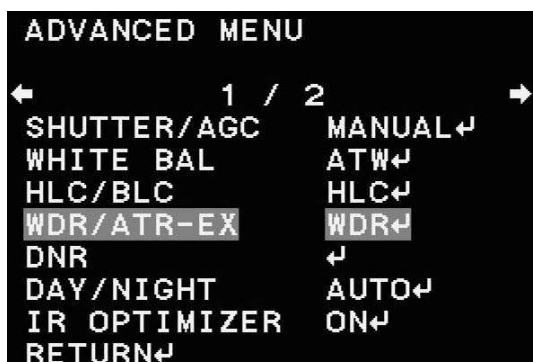 ADVANCED MENU
← 1 / 2 →
SHUTTER/AGC MANUAL↵
WHITE BAL ATW↵
HLC/BLC HLC↵
WDR/ATR-EX WDR↵
DNR ↵
DAY/NIGHT AUTO↵
IR OPTIMIZER ON↵
RETURN↵